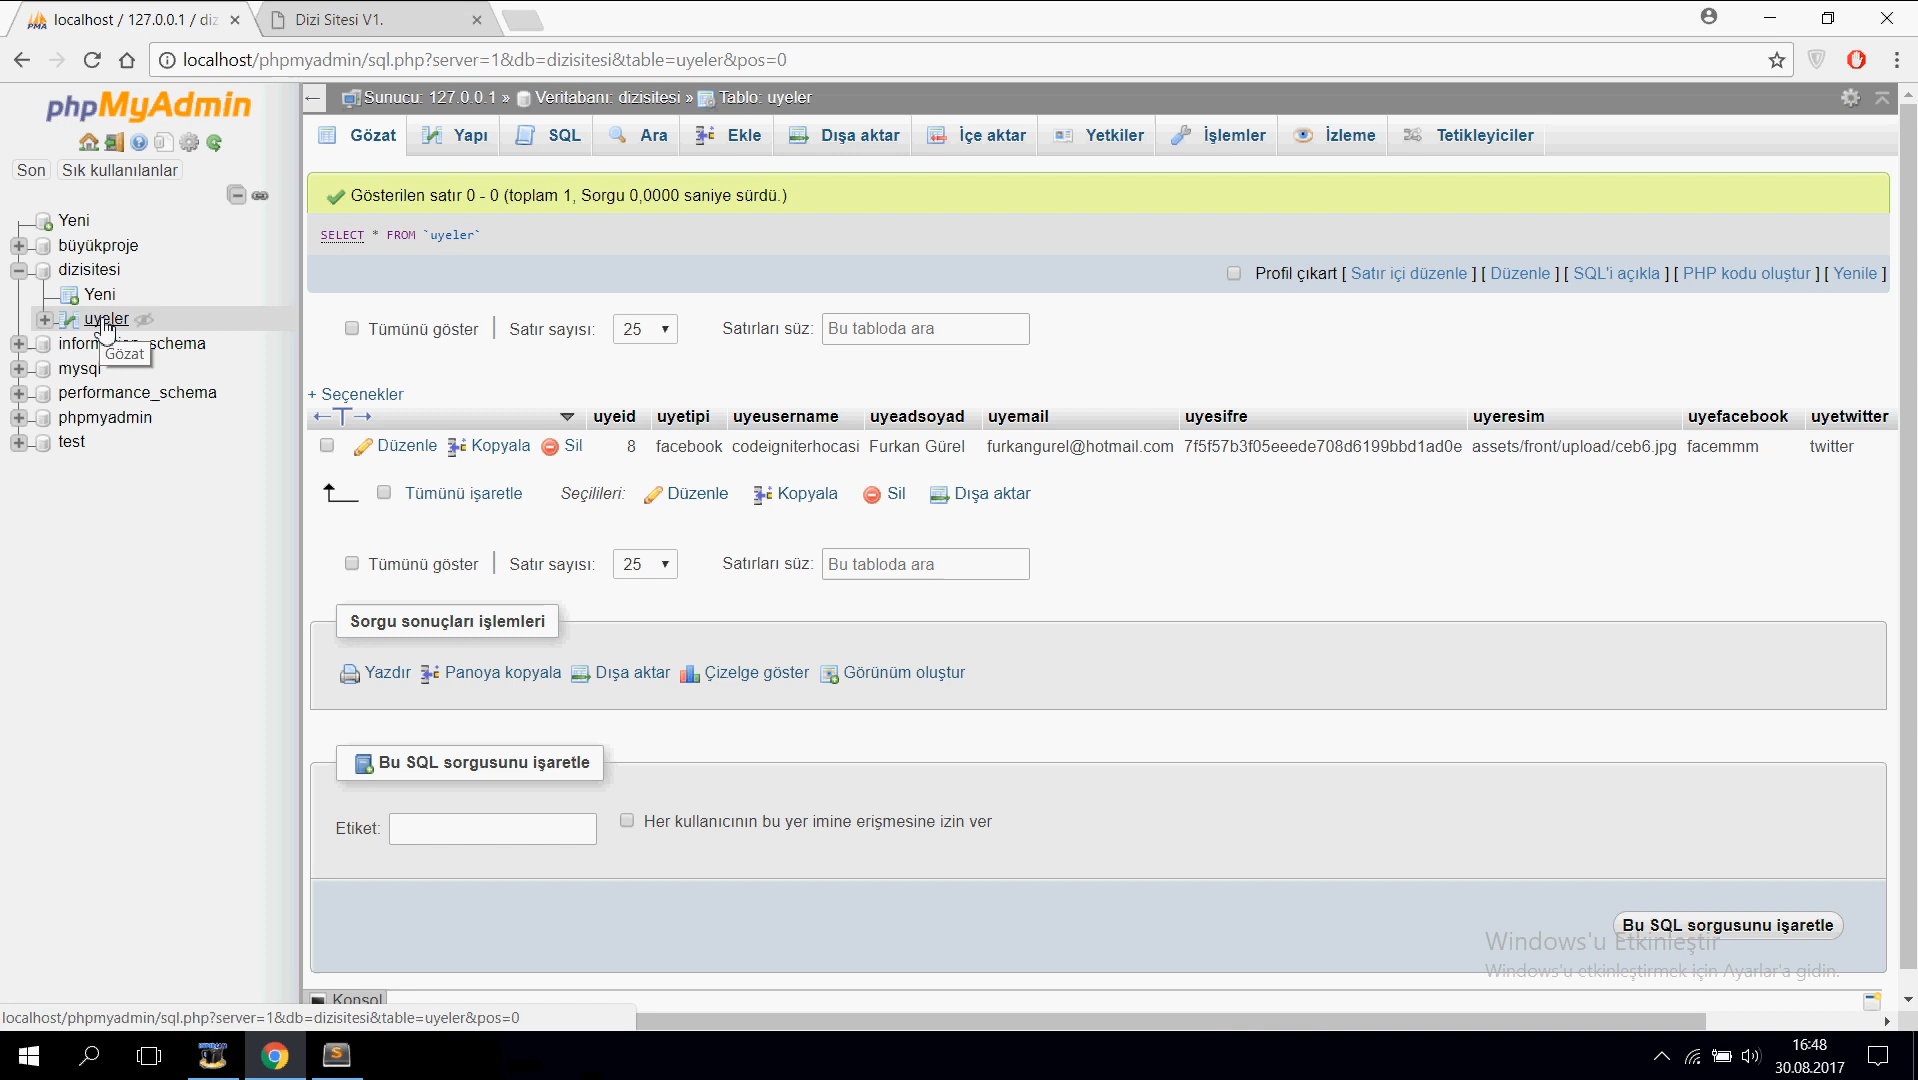 localhost / 127.0.0.1 / diz
Dizi Sitesi V1.
localhost/phpmyadmin/sql.php?server=1&db=dizisitesi&table=uyeler&pos=0
phpMyAdmin
Son Sık kullanılanlar
Yeni
büyükproje
dizisitesi
Yeni
uyeler
schema
Gözat
mysql
performance_schema
phpmyadmin
test
Sunucu: 127.0.0.1 » Veritabanı: dizisitesi » Tablo: uyeler
Gözat Yapı SQL Ara Ekle Dışa aktar İçe aktar Yetkiler İşlemler İzleme Tetikleyiciler
Gösterilen satır 0 - 0 (toplam 1, Sorgu 0,0000 saniye sürdü.)
SELECT * FROM `uyeler`
Profil çıkart [ Satır içi düzenle ] [ Düzenle ] [ SQL'i açıkla ] [ PHP kodu oluştur ] [ Yenile ]
Tümünü göster | Satır sayısı: 25 Satırları süz: Bu tabloda ara
+ Seçenekler
←T→ uyeid uyetipi uyeusername uyeadsoyad uyemail uyesifre uyeresim uyefacebook uyetwitter
Düzenle Kopyala Sil 8 facebook codeigniterhocasi Furkan Gürel furkangurel@hotmail.com 7f5f57b3f05eeede708d6199bbd1ad0e assets/front/upload/ceb6.jpg facemmm twitter
Tümünü işaretle Seçilileri: Düzenle Kopyala Sil Dışa aktar
Tümünü göster | Satır sayısı: 25 Satırları süz: Bu tabloda ara
Sorgu sonuçları işlemleri
Yazdır Panoya kopyala Dışa aktar Çizelge göster Görünüm oluştur
Bu SQL sorgusunu işaretle
Etiket: Her kullanıcının bu yer imine erişmesine izin ver
Bu SQL sorgusunu işaretle
Windows'u Etkinleştir
Windows'u etkinleştirmek için Ayarlar'a gidin.
Konsol
localhost/phpmyadmin/sql.php?server=1&db=dizisitesi&table=uyeler&pos=0
16:48
30.08.2017